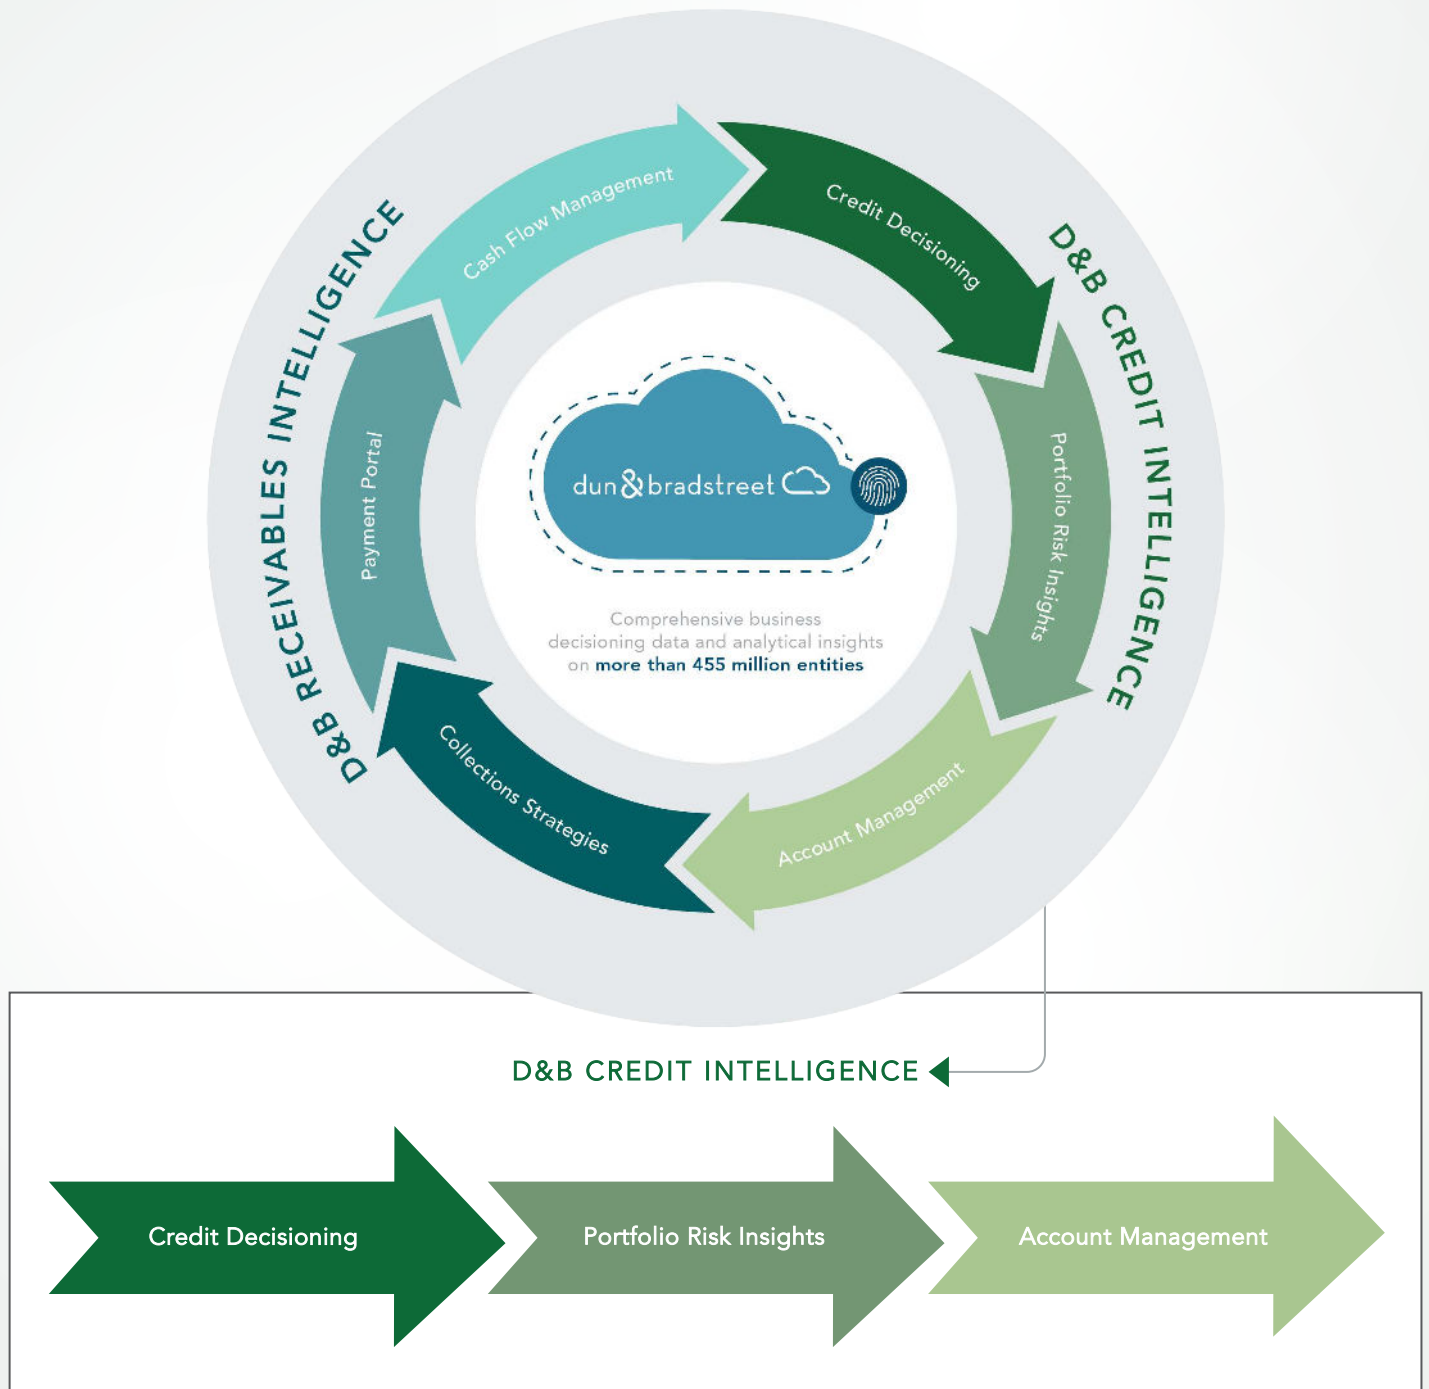 D&B RECEIVABLES INTELLIGENCE
D&B CREDIT INTELLIGENCE
Cash Flow Management
Credit Decisioning
Payment Portal
Portfolio Risk Insights
Collections Strategies
Account Management
dun&bradstreet
Comprehensive business
decisioning data and analytical insights
on more than 455 million entities
D&B CREDIT INTELLIGENCE
Credit Decisioning
Portfolio Risk Insights
Account Management